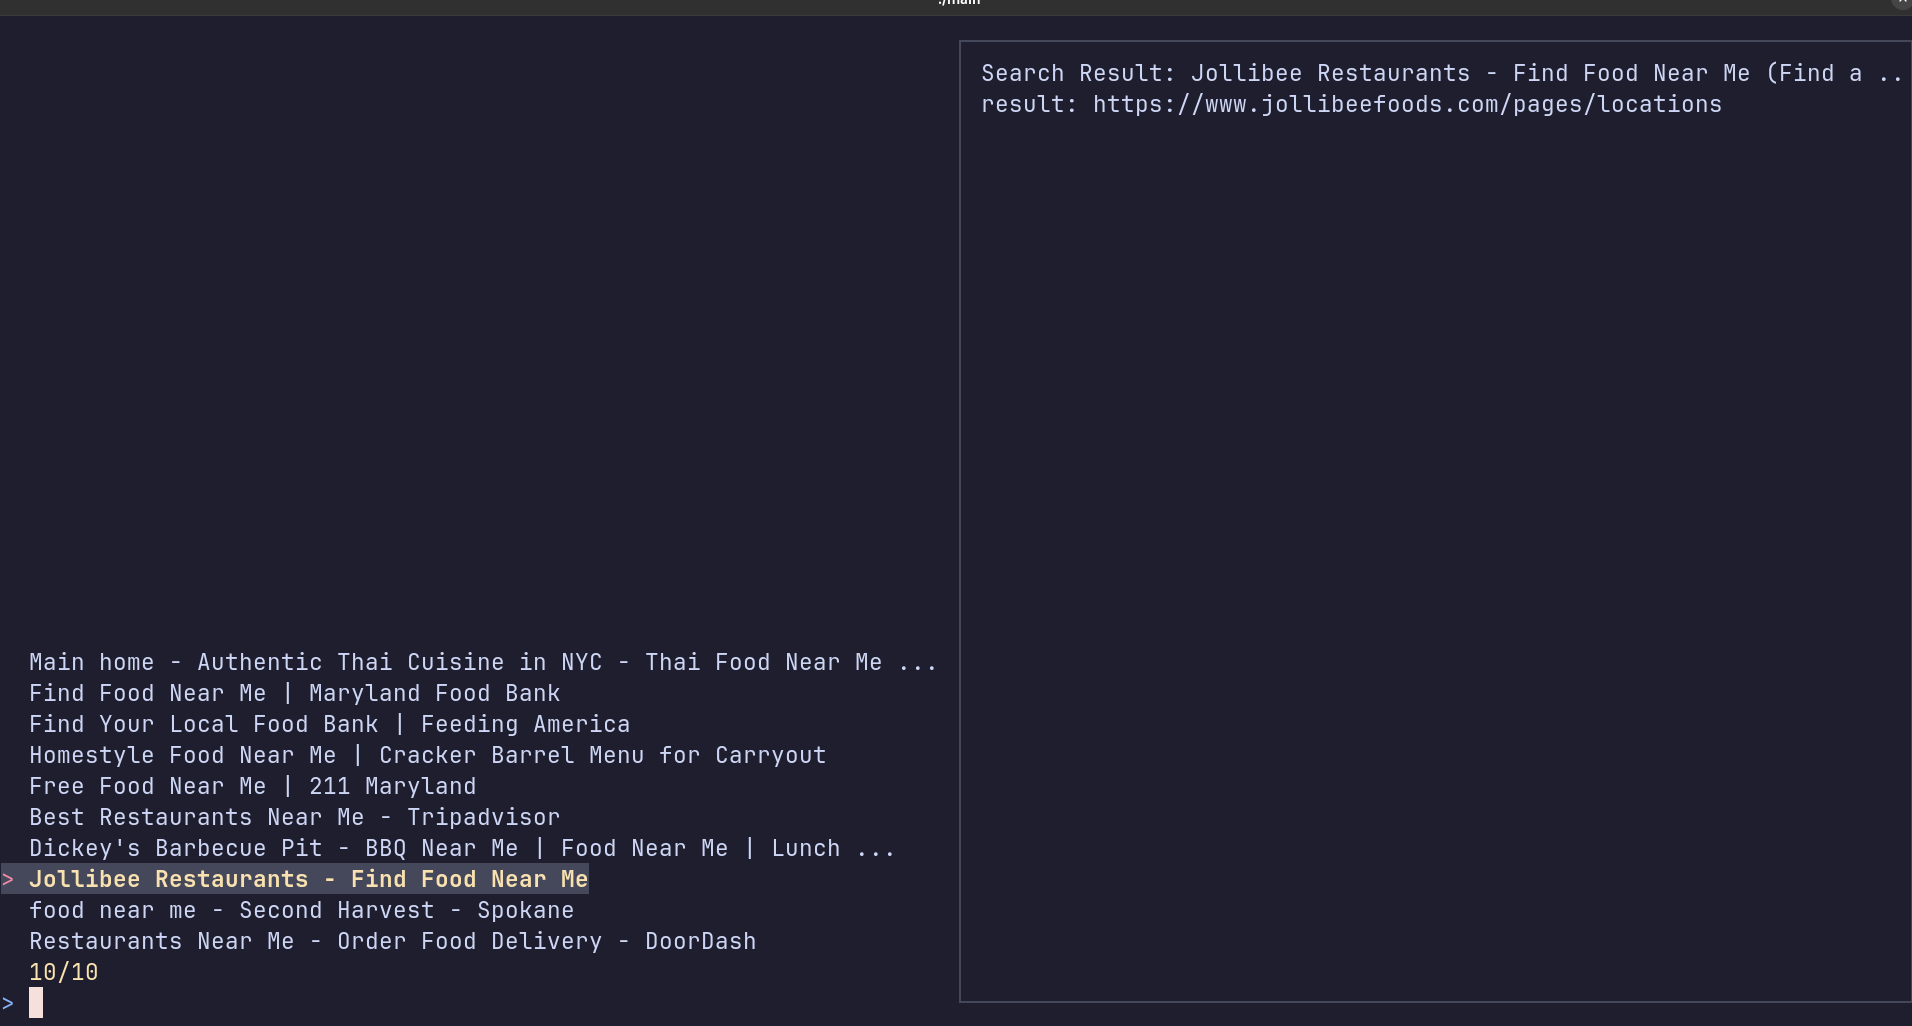 ./main
Search Result: Jollibee Restaurants - Find Food Near Me (Find a ..
result: https://www.jollibeefoods.com/pages/locations
Main home - Authentic Thai Cuisine in NYC - Thai Food Near Me ...
Find Food Near Me | Maryland Food Bank
Find Your Local Food Bank | Feeding America
Homestyle Food Near Me | Cracker Barrel Menu for Carryout
Free Food Near Me | 211 Maryland
Best Restaurants Near Me - Tripadvisor
Dickey's Barbecue Pit - BBQ Near Me | Food Near Me | Lunch ...
> Jollibee Restaurants - Find Food Near Me
food near me - Second Harvest - Spokane
Restaurants Near Me - Order Food Delivery - DoorDash
10/10
>